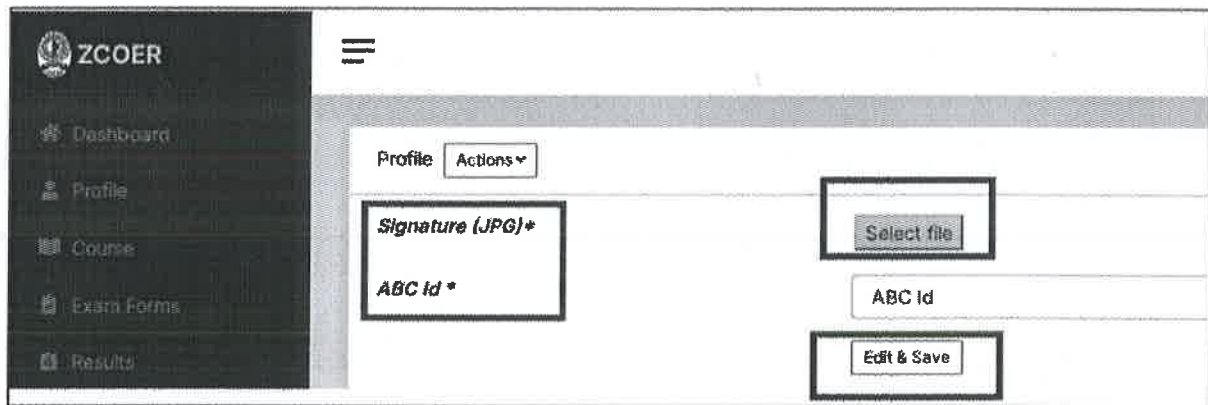 ZCOER
Dashboard
Profile
Course
Exam Forms
Results
Profile Actions
Signature (JPG)*
Select file
ABC Id *
ABC Id
Edit & Save